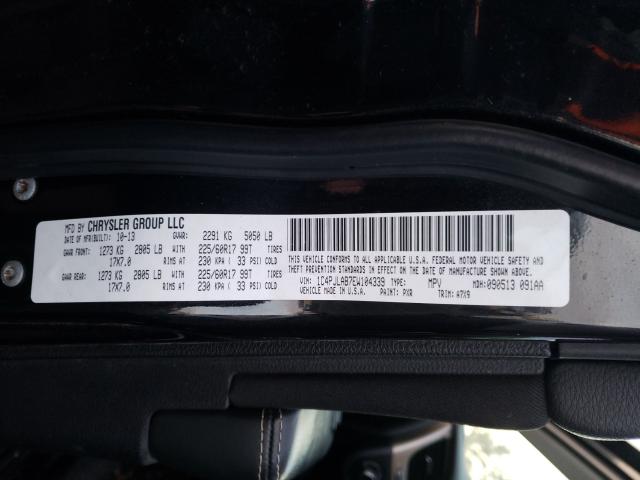 MFD BY CHRYSLER GROUP LLC
DATE OF MFR(BUILT): 10-13 GVWR: 2291 KG 5050 LB
GAWR FRONT: 1273 KG 2805 LB WITH 225/60R17 99T TIRES
17X7.0 RIMS AT 230 KPA ( 33 PSI) COLD
GAWR REAR: 1273 KG 2805 LB WITH 225/60R17 99T TIRES
17X7.0 RIMS AT 230 KPA ( 33 PSI) COLD
THIS VEHICLE CONFORMS TO ALL APPLICABLE U.S.A. FEDERAL MOTOR VEHICLE SAFETY AND
THEFT PREVENTION STANDARDS IN EFFECT ON THE DATE OF MANUFACTURE SHOWN ABOVE.
VIN: 1C4PJLAB7EW104339 TYPE: MPV MDH: 090513 091AA
VEHICLE MADE IN U.S.A. PAINT: PXR TRIM: A7X9